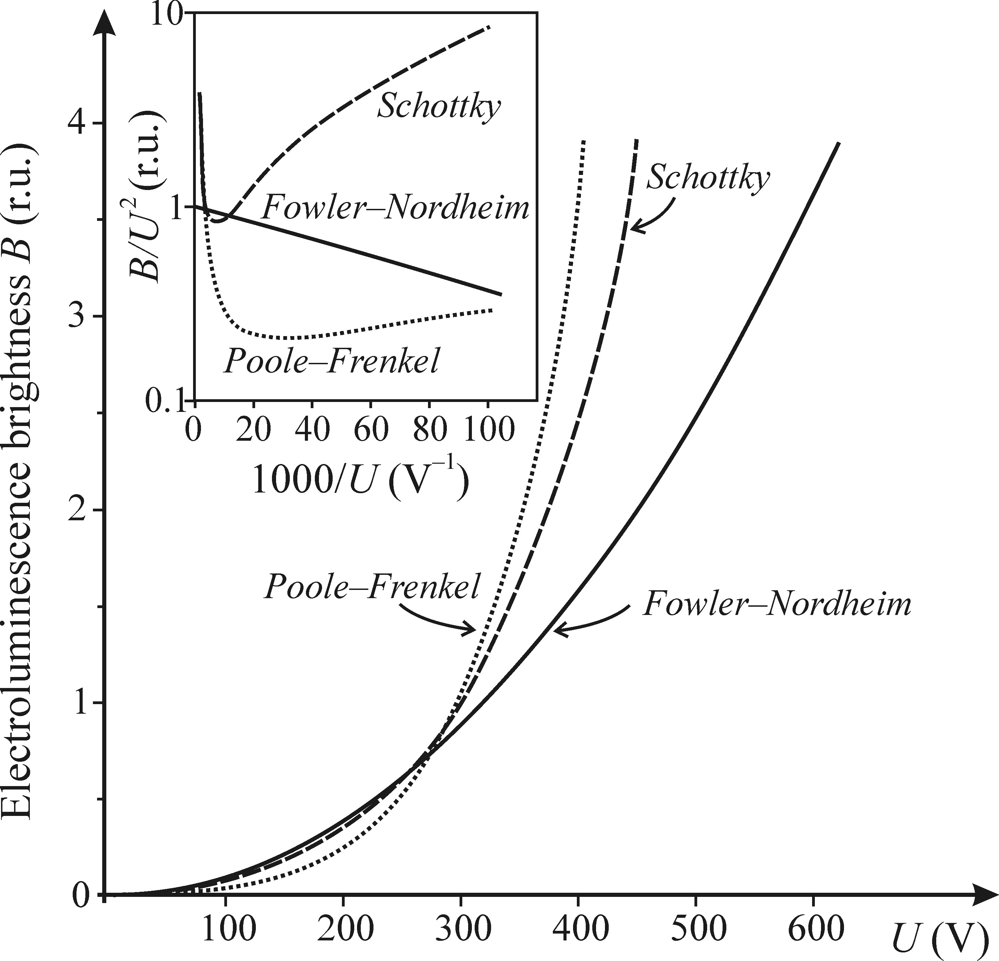 Electroluminescence brightness B (r.u.)
4
3
2
1
0
100 200 300 400 500 600 U (V)
B/U² (r.u.)
10
1
0.1
0 20 40 60 80 100
1000/U (V⁻¹)
Schottky
Fowler–Nordheim
Poole–Frenkel
Schottky
Poole–Frenkel
Fowler–Nordheim